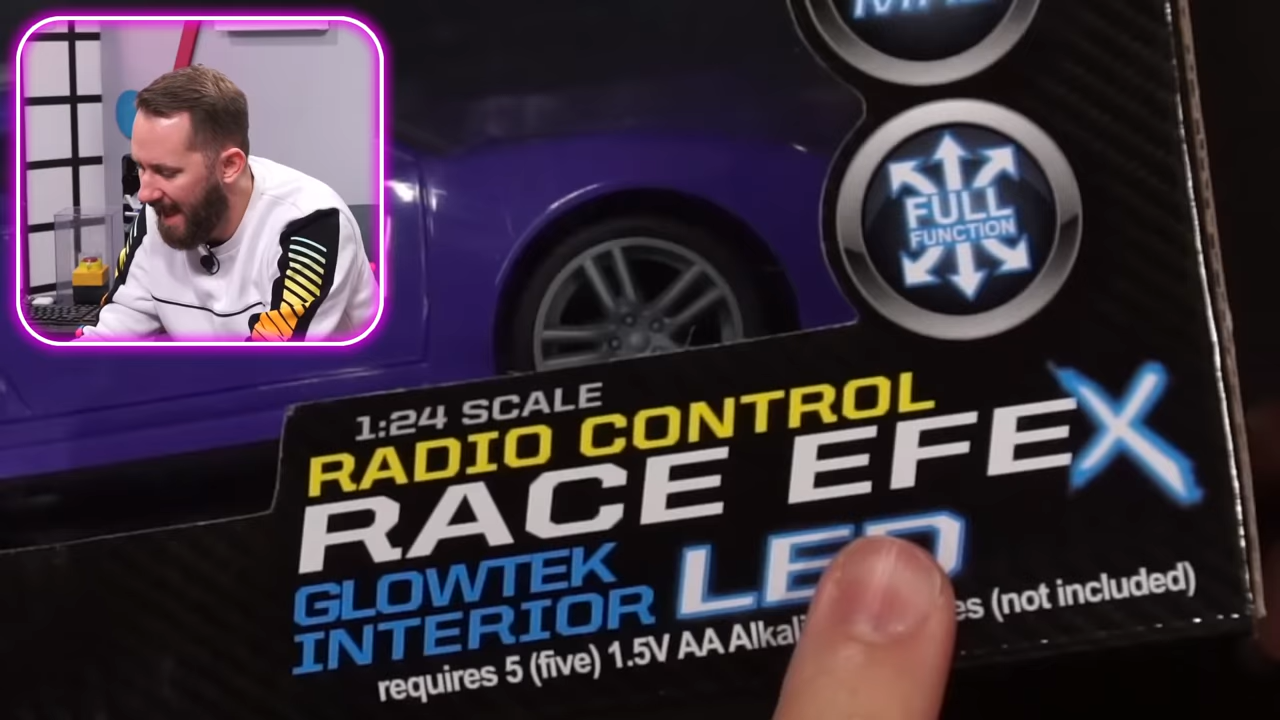 FULL
FUNCTION
1:24 SCALE
RADIO CONTROL
RACE EFEX
GLOWTEK
INTERIOR LED
requires 5 (five) 1.5V AA (not included)